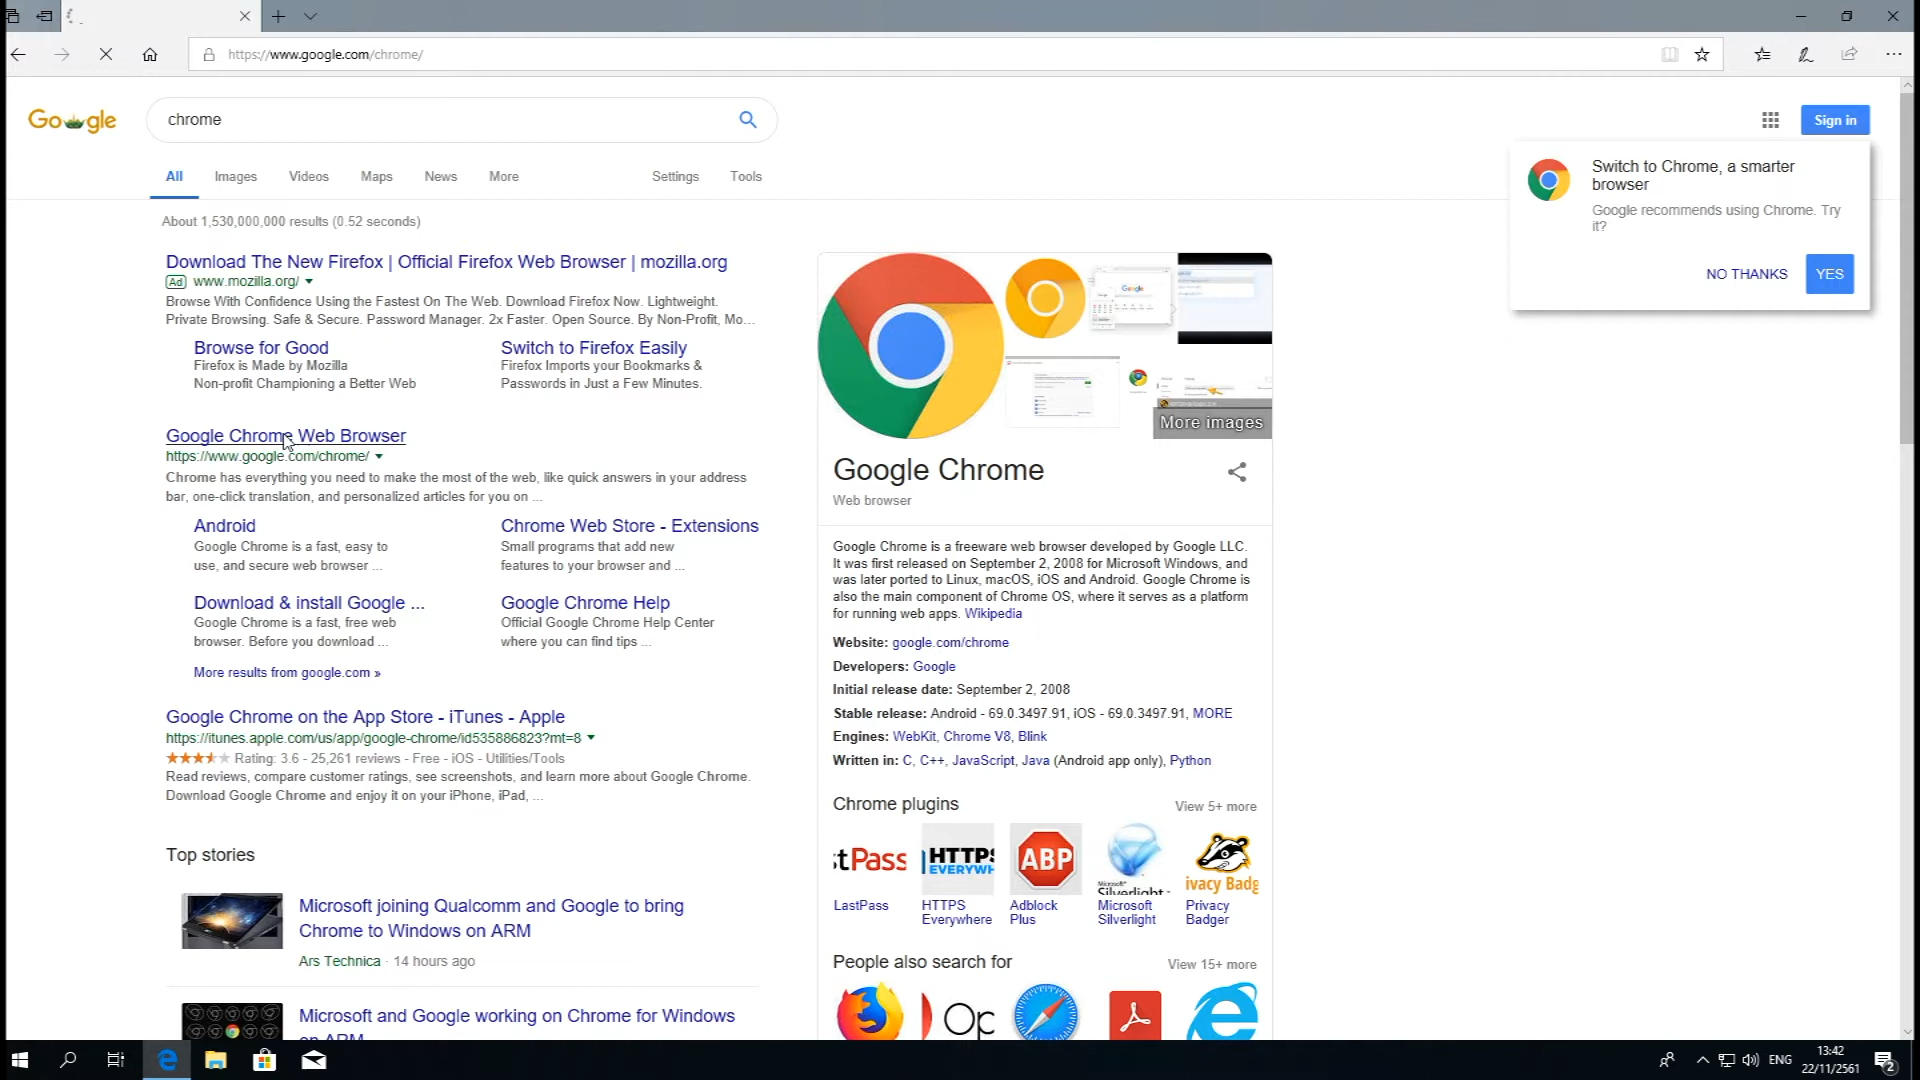 https://www.google.com/chrome/
Google
chrome
Sign in
All
Images
Videos
Maps
News
More
Settings
Tools
Switch to Chrome, a smarter
browser
Google recommends using Chrome. Try
it?
NO THANKS
YES
About 1,530,000,000 results (0.52 seconds)
Download The New Firefox | Official Firefox Web Browser | mozilla.org
Ad www.mozilla.org/
Browse With Confidence Using the Fastest On The Web. Download Firefox Now. Lightweight.
Private Browsing. Safe & Secure. Password Manager. 2x Faster. Open Source. By Non-Profit, Mo...
Browse for Good
Firefox is Made by Mozilla
Non-profit Championing a Better Web
Switch to Firefox Easily
Firefox Imports your Bookmarks &
Passwords in Just a Few Minutes.
Google Chrome Web Browser
https://www.google.com/chrome/
Chrome has everything you need to make the most of the web, like quick answers in your address
bar, one-click translation, and personalized articles for you on ...
Android
Google Chrome is a fast, easy to
use, and secure web browser ...
Chrome Web Store - Extensions
Small programs that add new
features to your browser and ...
Download & install Google ...
Google Chrome is a fast, free web
browser. Before you download ...
Google Chrome Help
Official Google Chrome Help Center
where you can find tips ...
More results from google.com »
Google Chrome on the App Store - iTunes - Apple
https://itunes.apple.com/us/app/google-chrome/id535886823?mt=8
Rating: 3.6 - 25,261 reviews - Free - iOS - Utilities/Tools
Read reviews, compare customer ratings, see screenshots, and learn more about Google Chrome.
Download Google Chrome and enjoy it on your iPhone, iPad, ...
Top stories
Microsoft joining Qualcomm and Google to bring
Chrome to Windows on ARM
Ars Technica · 14 hours ago
Microsoft and Google working on Chrome for Windows
on ARM
Google
More images
Google Chrome
Web browser
Google Chrome is a freeware web browser developed by Google LLC.
It was first released on September 2, 2008 for Microsoft Windows, and
was later ported to Linux, macOS, iOS and Android. Google Chrome is
also the main component of Chrome OS, where it serves as a platform
for running web apps. Wikipedia
Website: google.com/chrome
Developers: Google
Initial release date: September 2, 2008
Stable release: Android - 69.0.3497.91, iOS - 69.0.3497.91, MORE
Engines: WebKit, Chrome V8, Blink
Written in: C, C++, JavaScript, Java (Android app only), Python
Chrome plugins
View 5+ more
tPass
HTTPS
EVERYWH
ABP
Microsoft®
Silverlight
ivacy Badg
LastPass
HTTPS
Everywhere
Adblock
Plus
Microsoft
Silverlight
Privacy
Badger
People also search for
View 15+ more
Op
ENG
13:42
22/11/2561
2